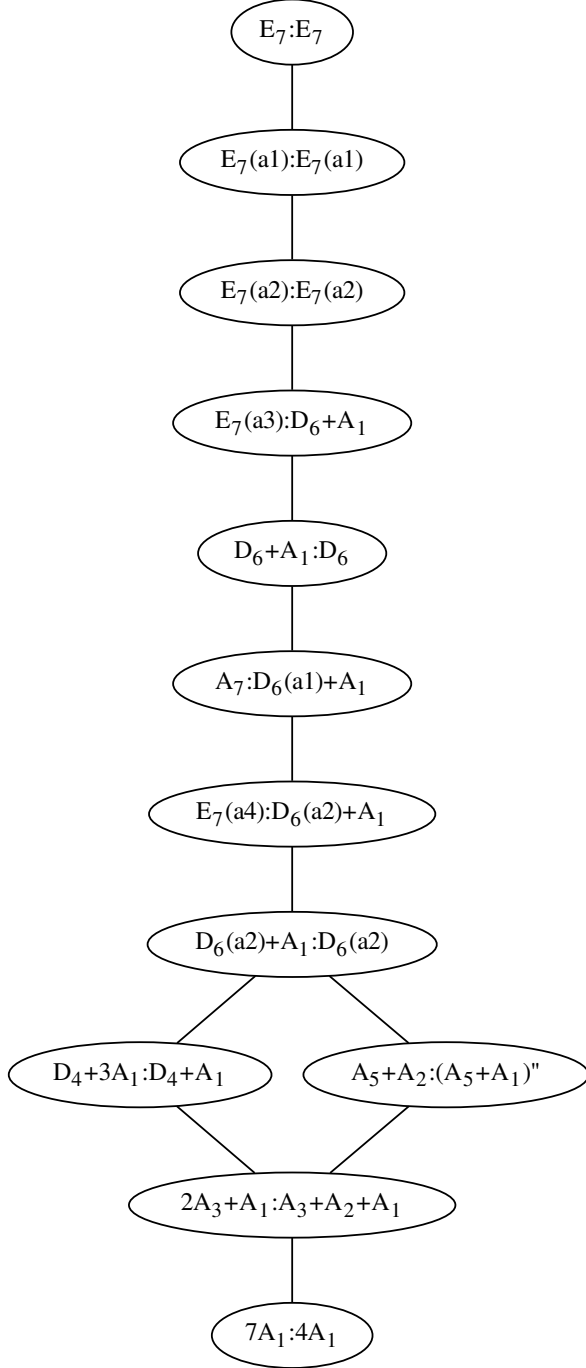 E₇:E₇
E₇(a1):E₇(a1)
E₇(a2):E₇(a2)
E₇(a3):D₆+A₁
D₆+A₁:D₆
A₇:D₆(a1)+A₁
E₇(a4):D₆(a2)+A₁
D₆(a2)+A₁:D₆(a2)
D₄+3A₁:D₄+A₁
A₅+A₂:(A₅+A₁)"
2A₃+A₁:A₃+A₂+A₁
7A₁:4A₁